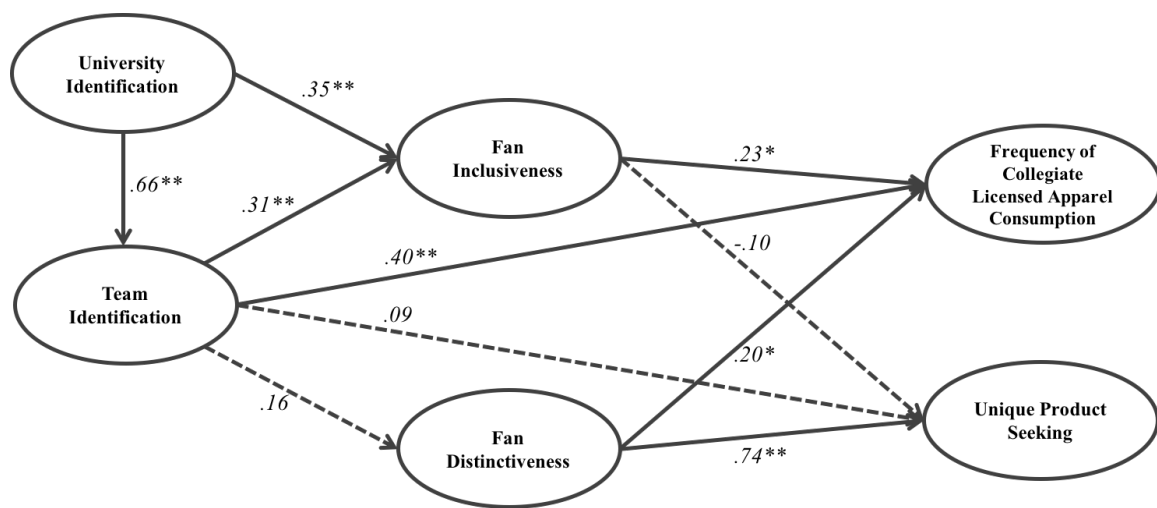 University
Identification
.35**
Fan
Inclusiveness
.23*
Frequency of
Collegiate
Licensed Apparel
Consumption
.66**
.31**
-.10
.40**
Team
Identification
.09
.20*
.16
Fan
Distinctiveness
.74**
Unique Product
Seeking